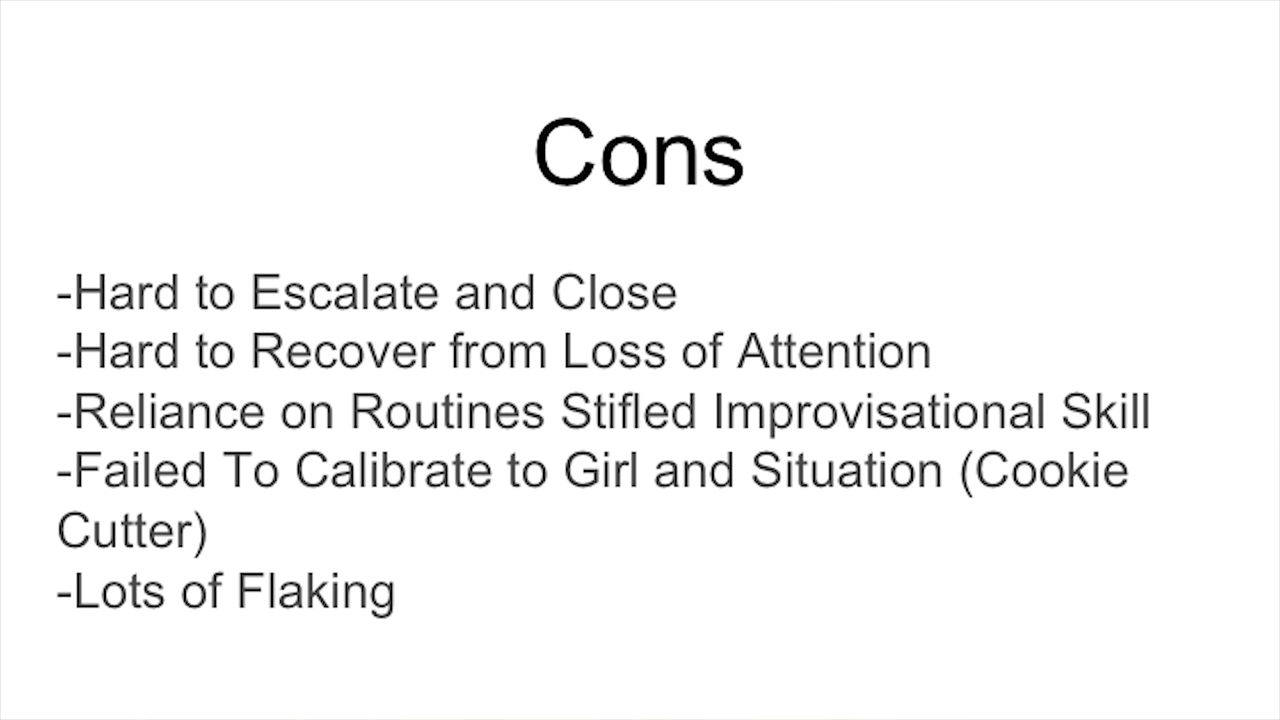 Cons
-Hard to Escalate and Close
-Hard to Recover from Loss of Attention
-Reliance on Routines Stifled Improvisational Skill
-Failed To Calibrate to Girl and Situation (Cookie
Cutter)
-Lots of Flaking